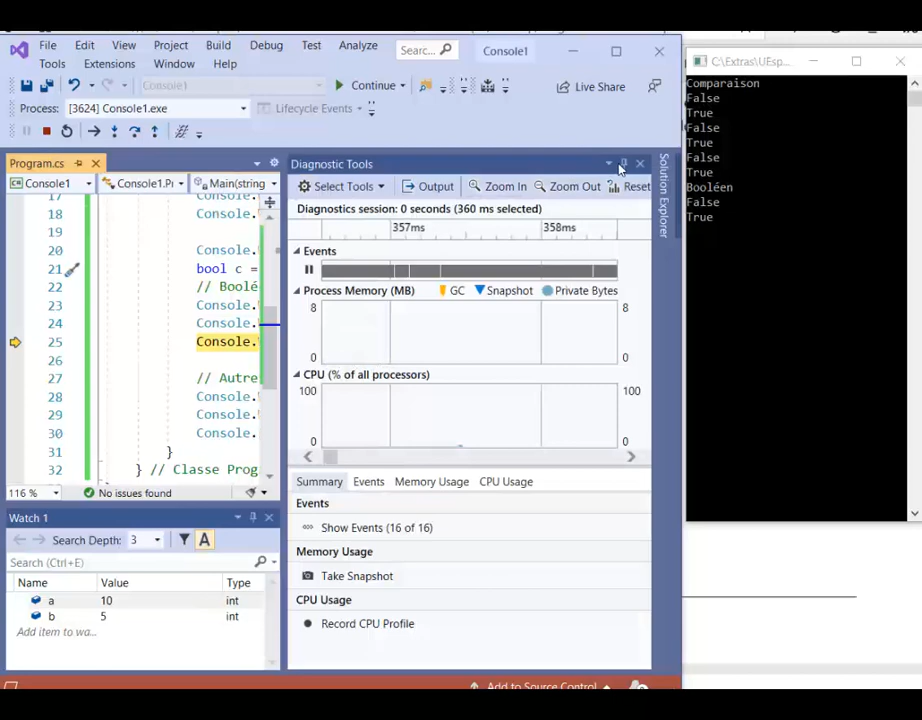 File Edit View Project Build Debug Test Analyze
Tools Extensions Window Help
Searc...
Console1
Console1
Continue
Live Share
Process: [3624] Console1.exe
Lifecycle Events
Program.cs
Console1 Console1.Pr Main(string
17 Console.
18 Console.
19
20 Console.
21 bool c =
22 // Boolé
23 Console.
24 Console.
25 Console.
26
27 // Autre
28 Console.
29 Console.
30 Console.
31 }
32 } // Classe Prog
116 % No issues found
Diagnostic Tools
Select Tools Output Zoom In Zoom Out Reset
Diagnostics session: 0 seconds (360 ms selected)
357ms 358ms
Events
Process Memory (MB) GC Snapshot Private Bytes
8 8
0 0
CPU (% of all processors)
100 100
0 0
Summary Events Memory Usage CPU Usage
Events
Show Events (16 of 16)
Memory Usage
Take Snapshot
CPU Usage
Record CPU Profile
Solution Explorer
Watch 1
Search Depth: 3 A
Search (Ctrl+E)
Name Value Type
a 10 int
b 5 int
Add item to wa...
Add to Source Control
C:\Extras\UEsp...
Comparaison
False
True
False
True
False
True
Booléen
False
True